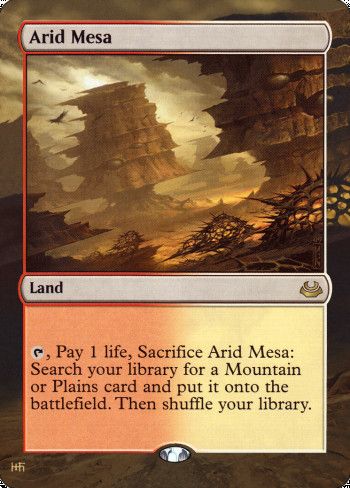 Arid Mesa
Land
, Pay 1 life, Sacrifice Arid Mesa:
Search your library for a Mountain
or Plains card and put it onto the
battlefield. Then shuffle your library.